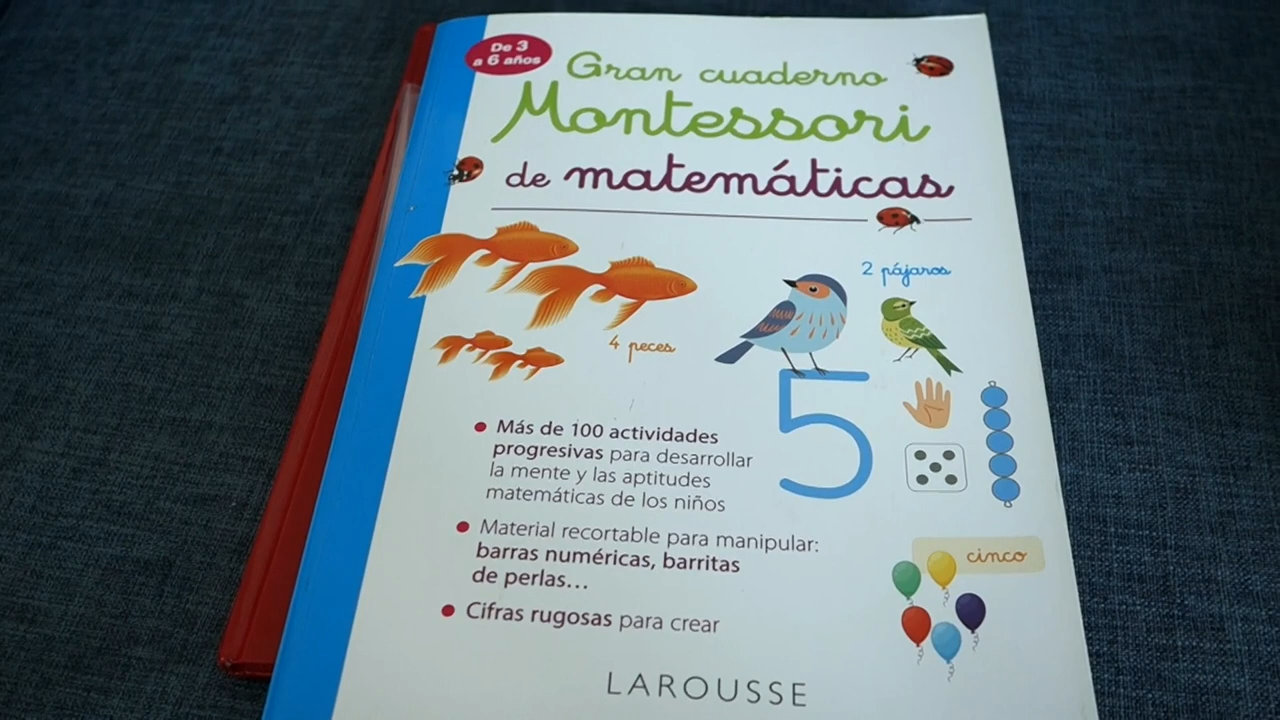 De 3
a 6 años
Gran cuaderno
Montessori
de matemáticas
2 pájaros
4 peces
5
Más de 100 actividades
progresivas para desarrollar
la mente y las aptitudes
matemáticas de los niños
Material recortable para manipular:
barras numéricas, barritas
de perlas...
cinco
Cifras rugosas para crear
LAROUSSE